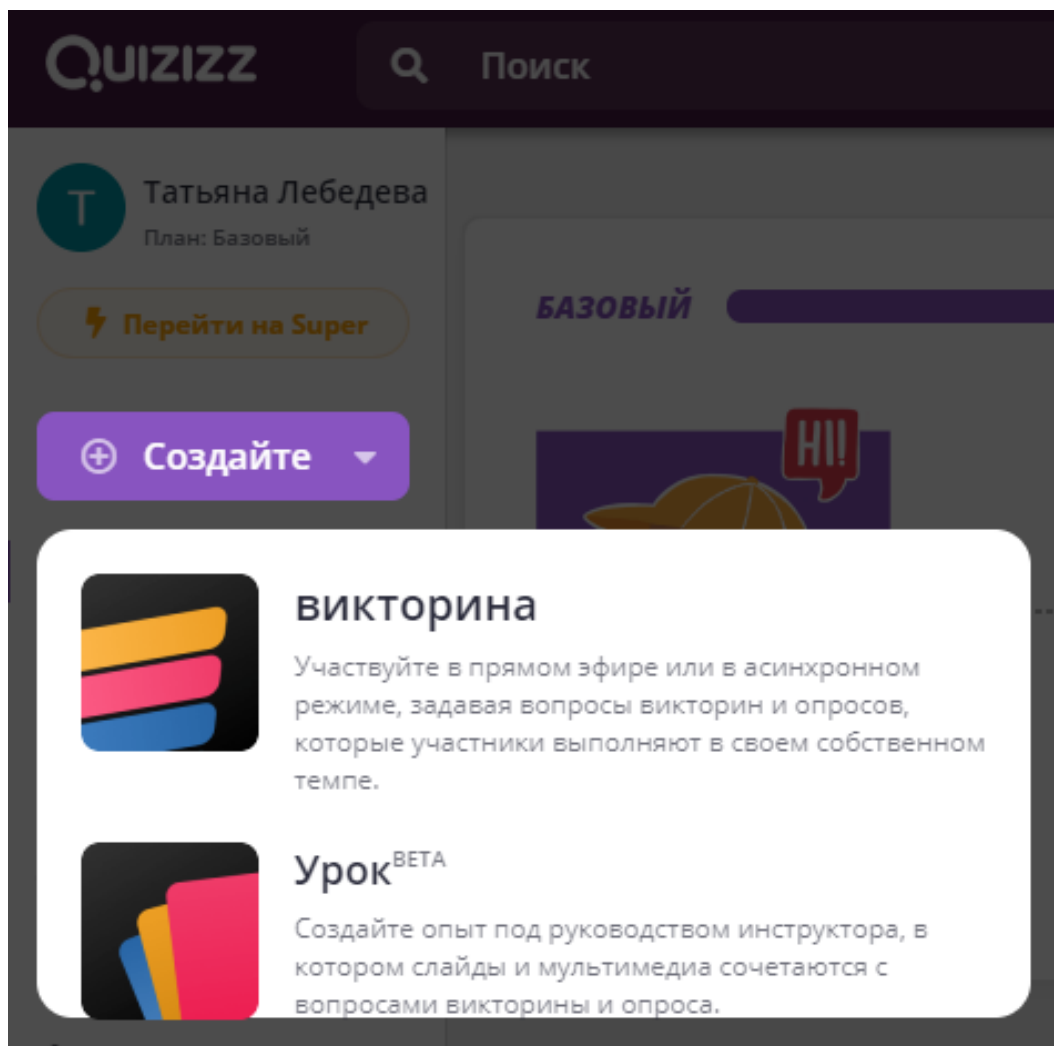 QUIZIZZ
Поиск
Татьяна Лебедева
План: Базовый
Перейти на Super
БАЗОВЫЙ
Создайте
HI!
викторина
Участвуйте в прямом эфире или в асинхронном
режиме, задавая вопросы викторин и опросов,
которые участники выполняют в своем собственном
темпе.
Урок BETA
Создайте опыт под руководством инструктора, в
котором слайды и мультимедиа сочетаются с
вопросами викторины и опроса.